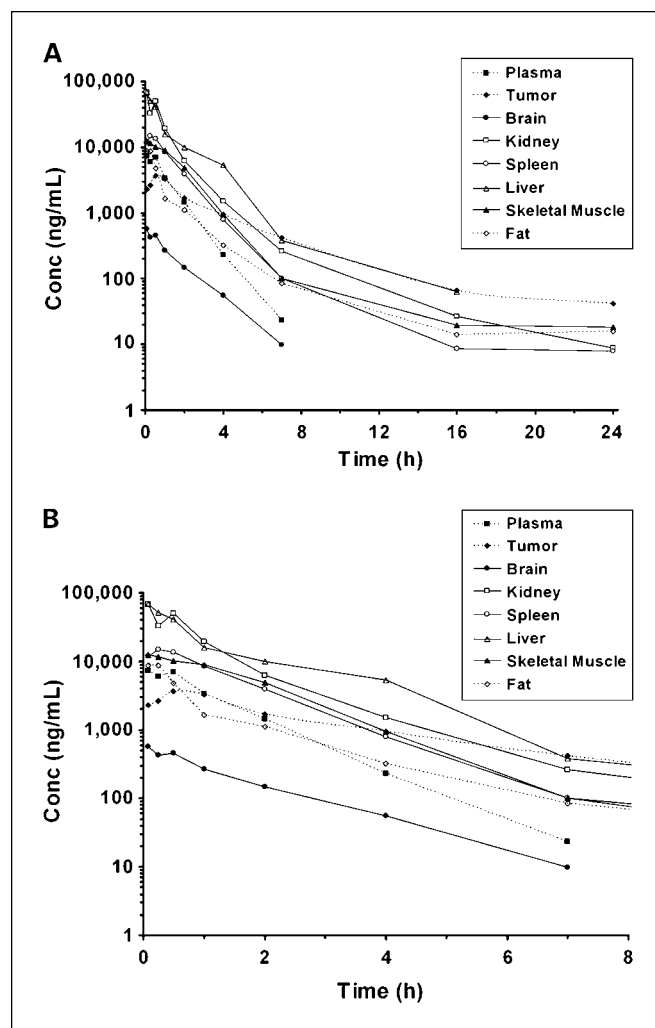 A
Conc (ng/mL)
100,000
10,000
1,000
100
10
1
0
4
8
12
16
20
24
Time (h)
Plasma
Tumor
Brain
Kidney
Spleen
Liver
Skeletal Muscle
Fat
B
Conc (ng/mL)
100,000
10,000
1,000
100
10
1
0
2
4
6
8
Time (h)
Plasma
Tumor
Brain
Kidney
Spleen
Liver
Skeletal Muscle
Fat